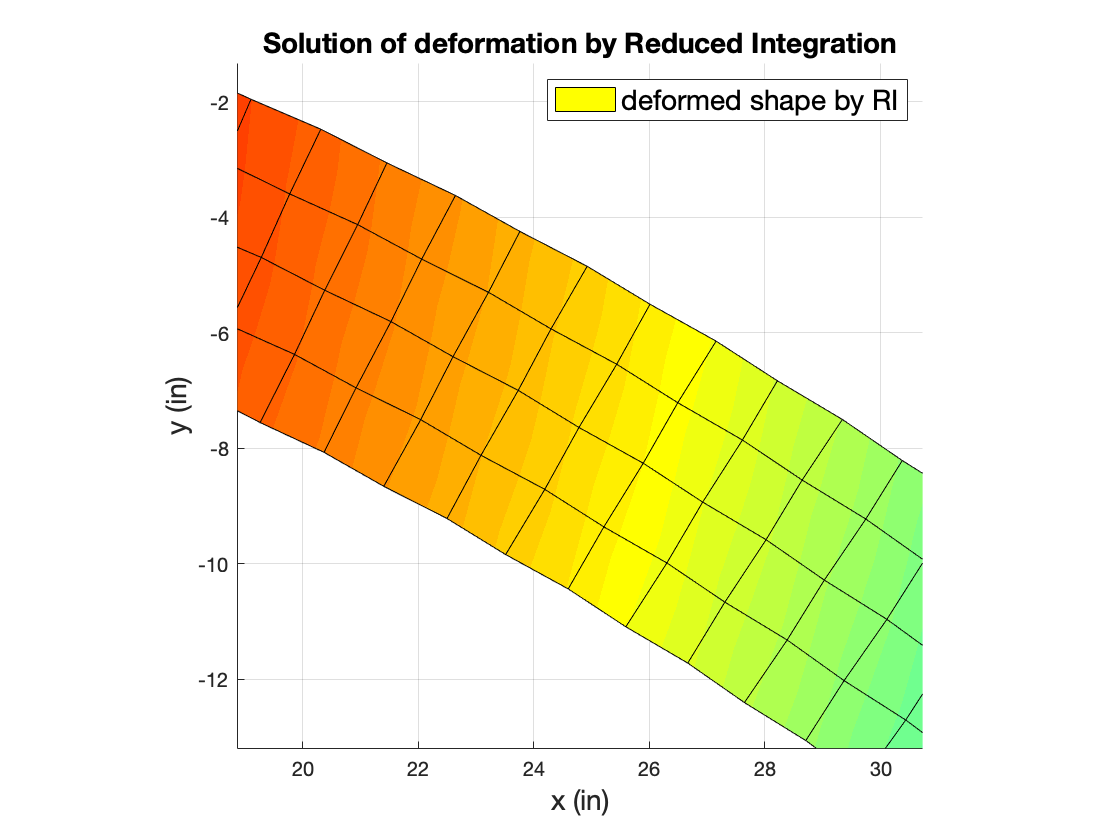 Solution of deformation by Reduced Integration
deformed shape by RI
-2
-4
-6
-8
-10
-12
y (in)
20 22 24 26 28 30
x (in)